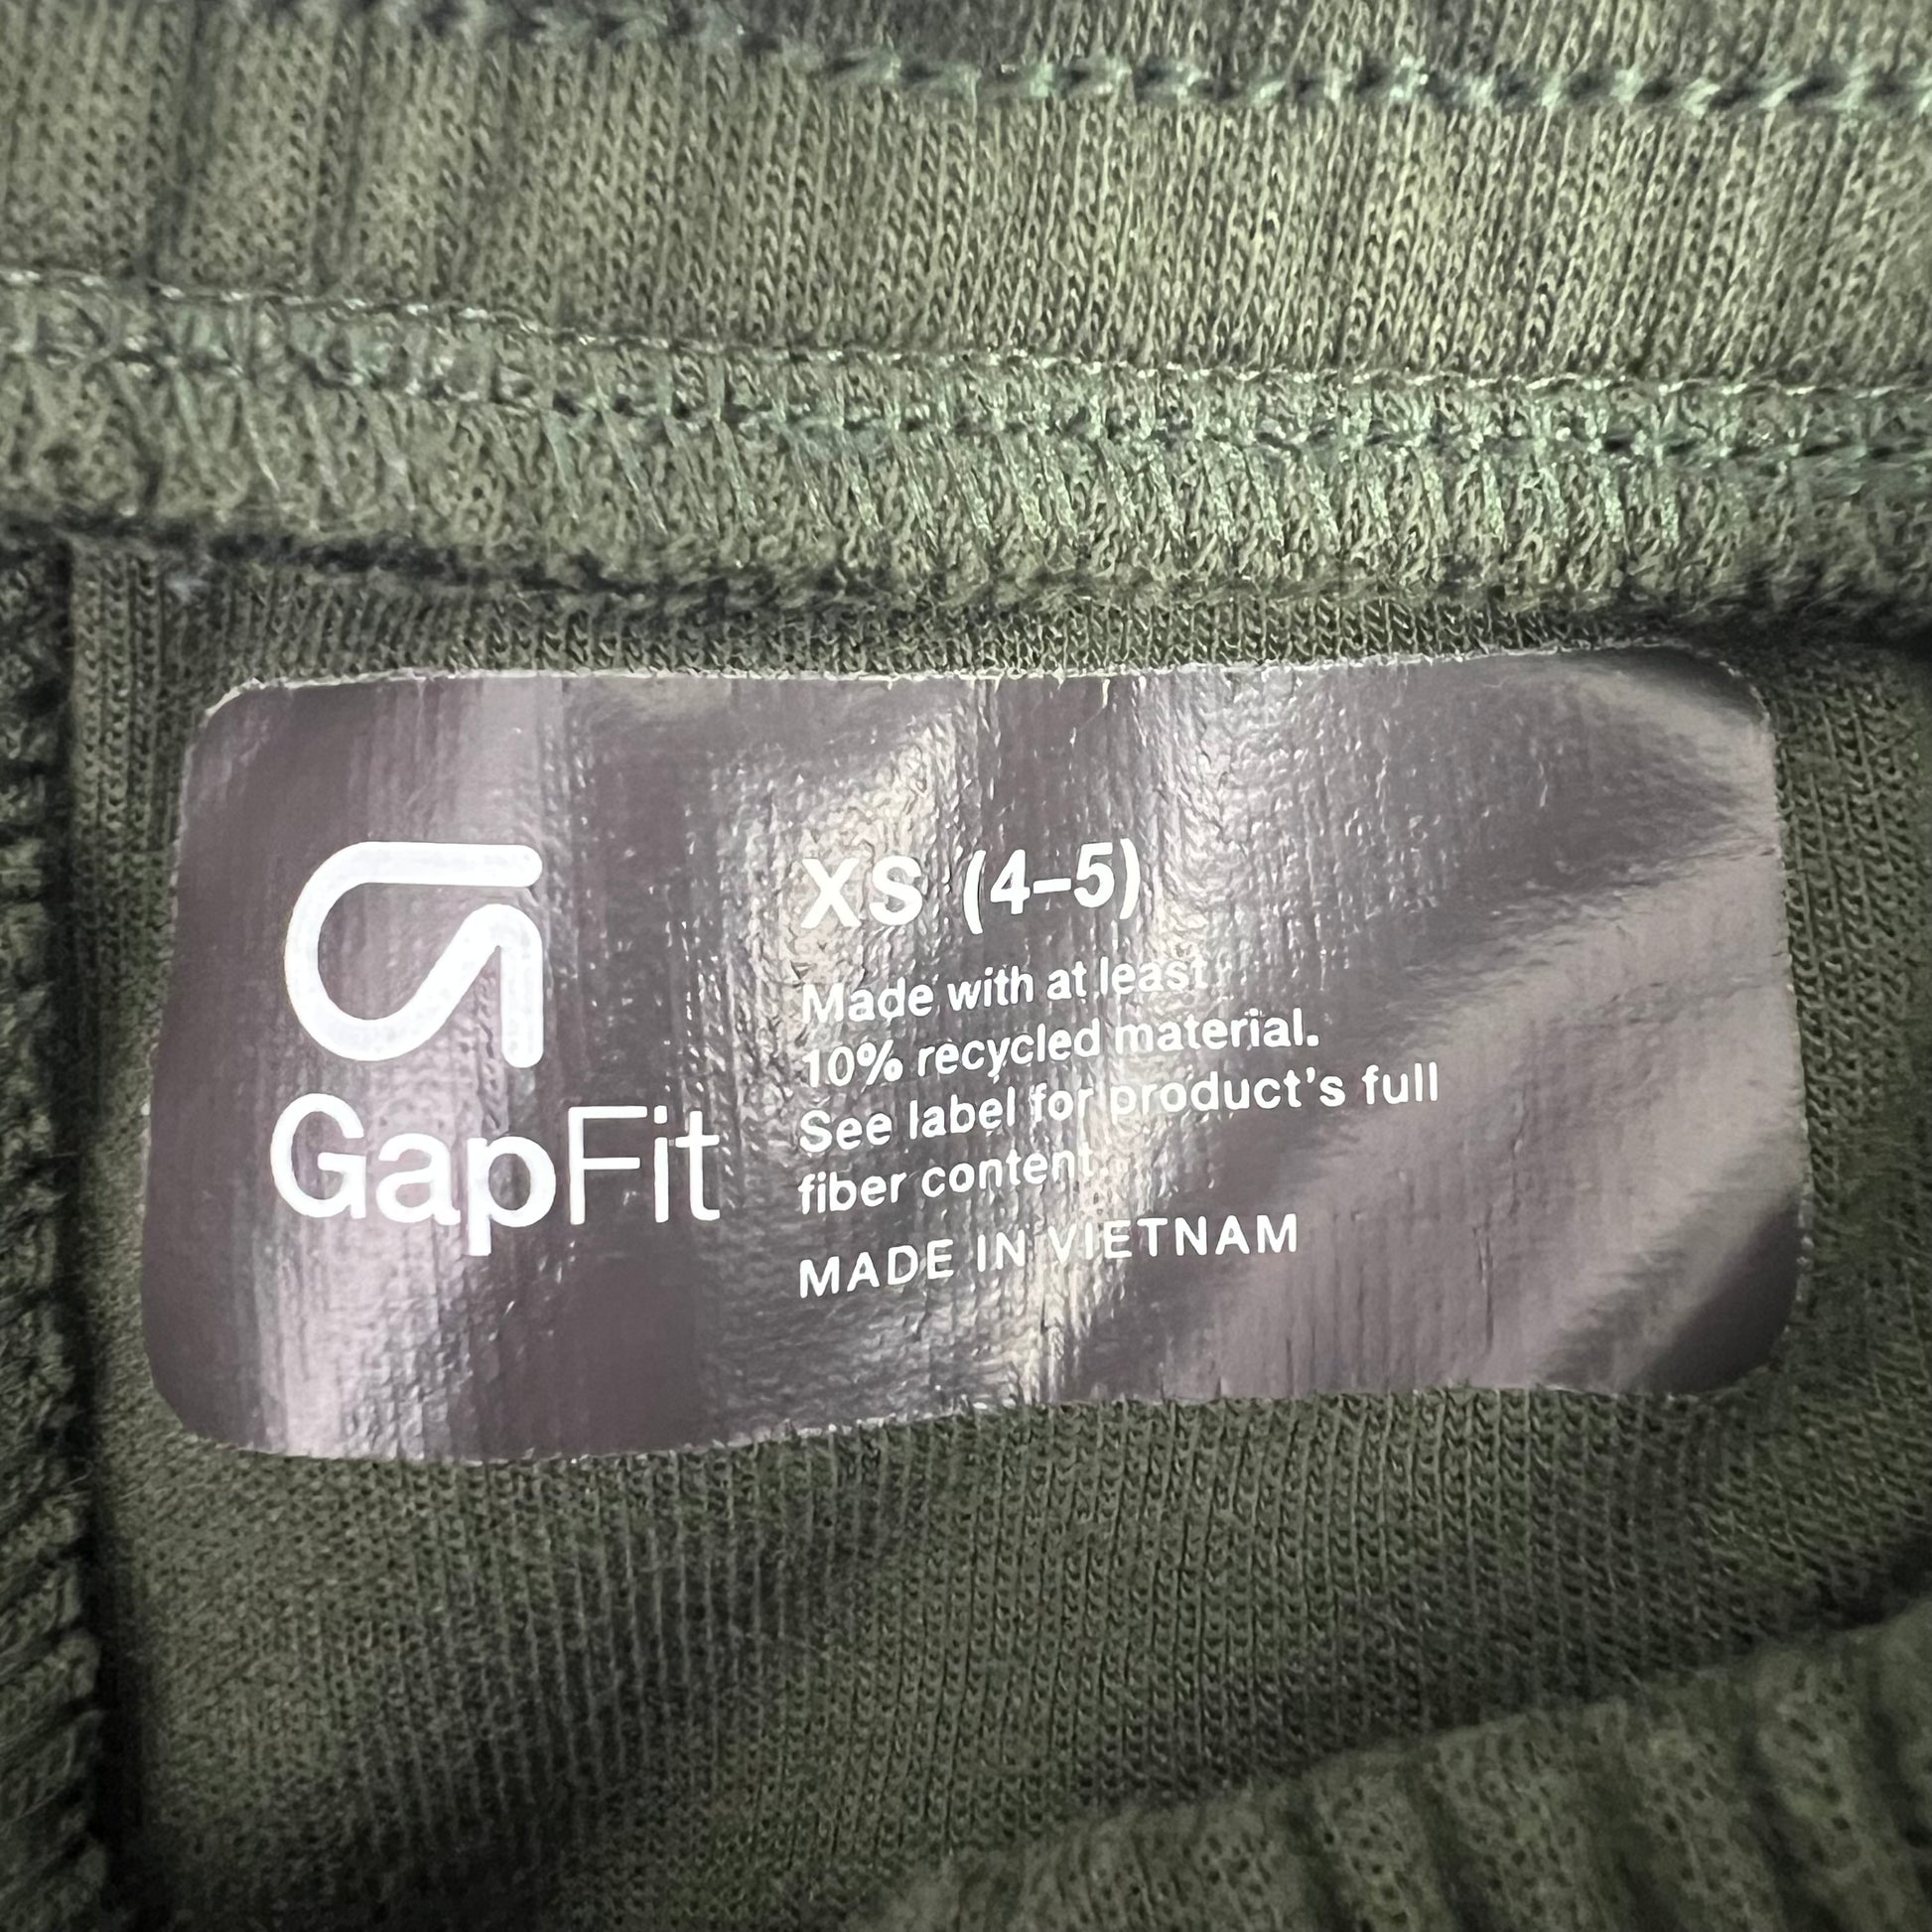 GapFit
XS (4–5)
Made with at least
10% recycled material.
See label for product's full
fiber content.
MADE IN VIETNAM